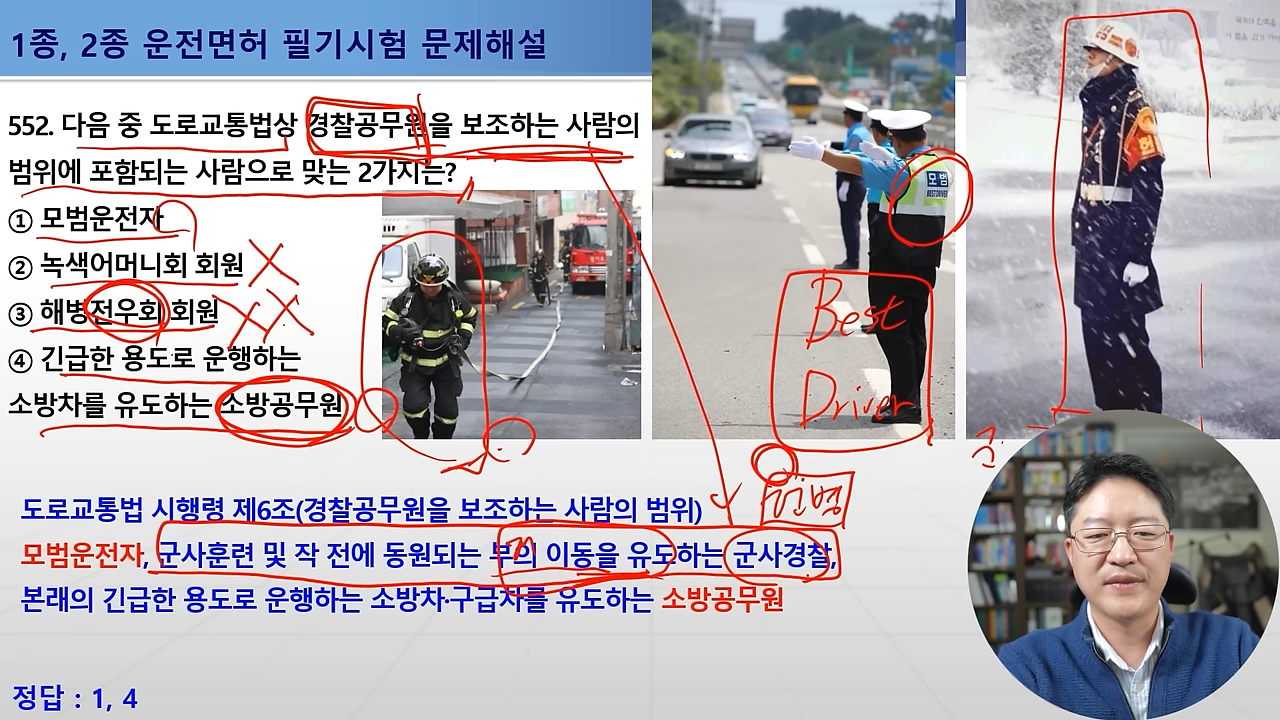 1종, 2종 운전면허 필기시험 문제해설
552. 다음 중 도로교통법상 경찰공무원을 보조하는 사람의
범위에 포함되는 사람으로 맞는 2가지는?
① 모범운전자
② 녹색어머니회 회원
③ 해병전우회 회원
④ 긴급한 용도로 운행하는
소방차를 유도하는 소방공무원
모범
BEST DRIVER
Best
Driver
헌병
도로교통법 시행령 제6조(경찰공무원을 보조하는 사람의 범위)
모범운전자, 군사훈련 및 작 전에 동원되는 부의 이동을 유도하는 군사경찰,
본래의 긴급한 용도로 운행하는 소방차·구급차를 유도하는 소방공무원
정답 : 1, 4